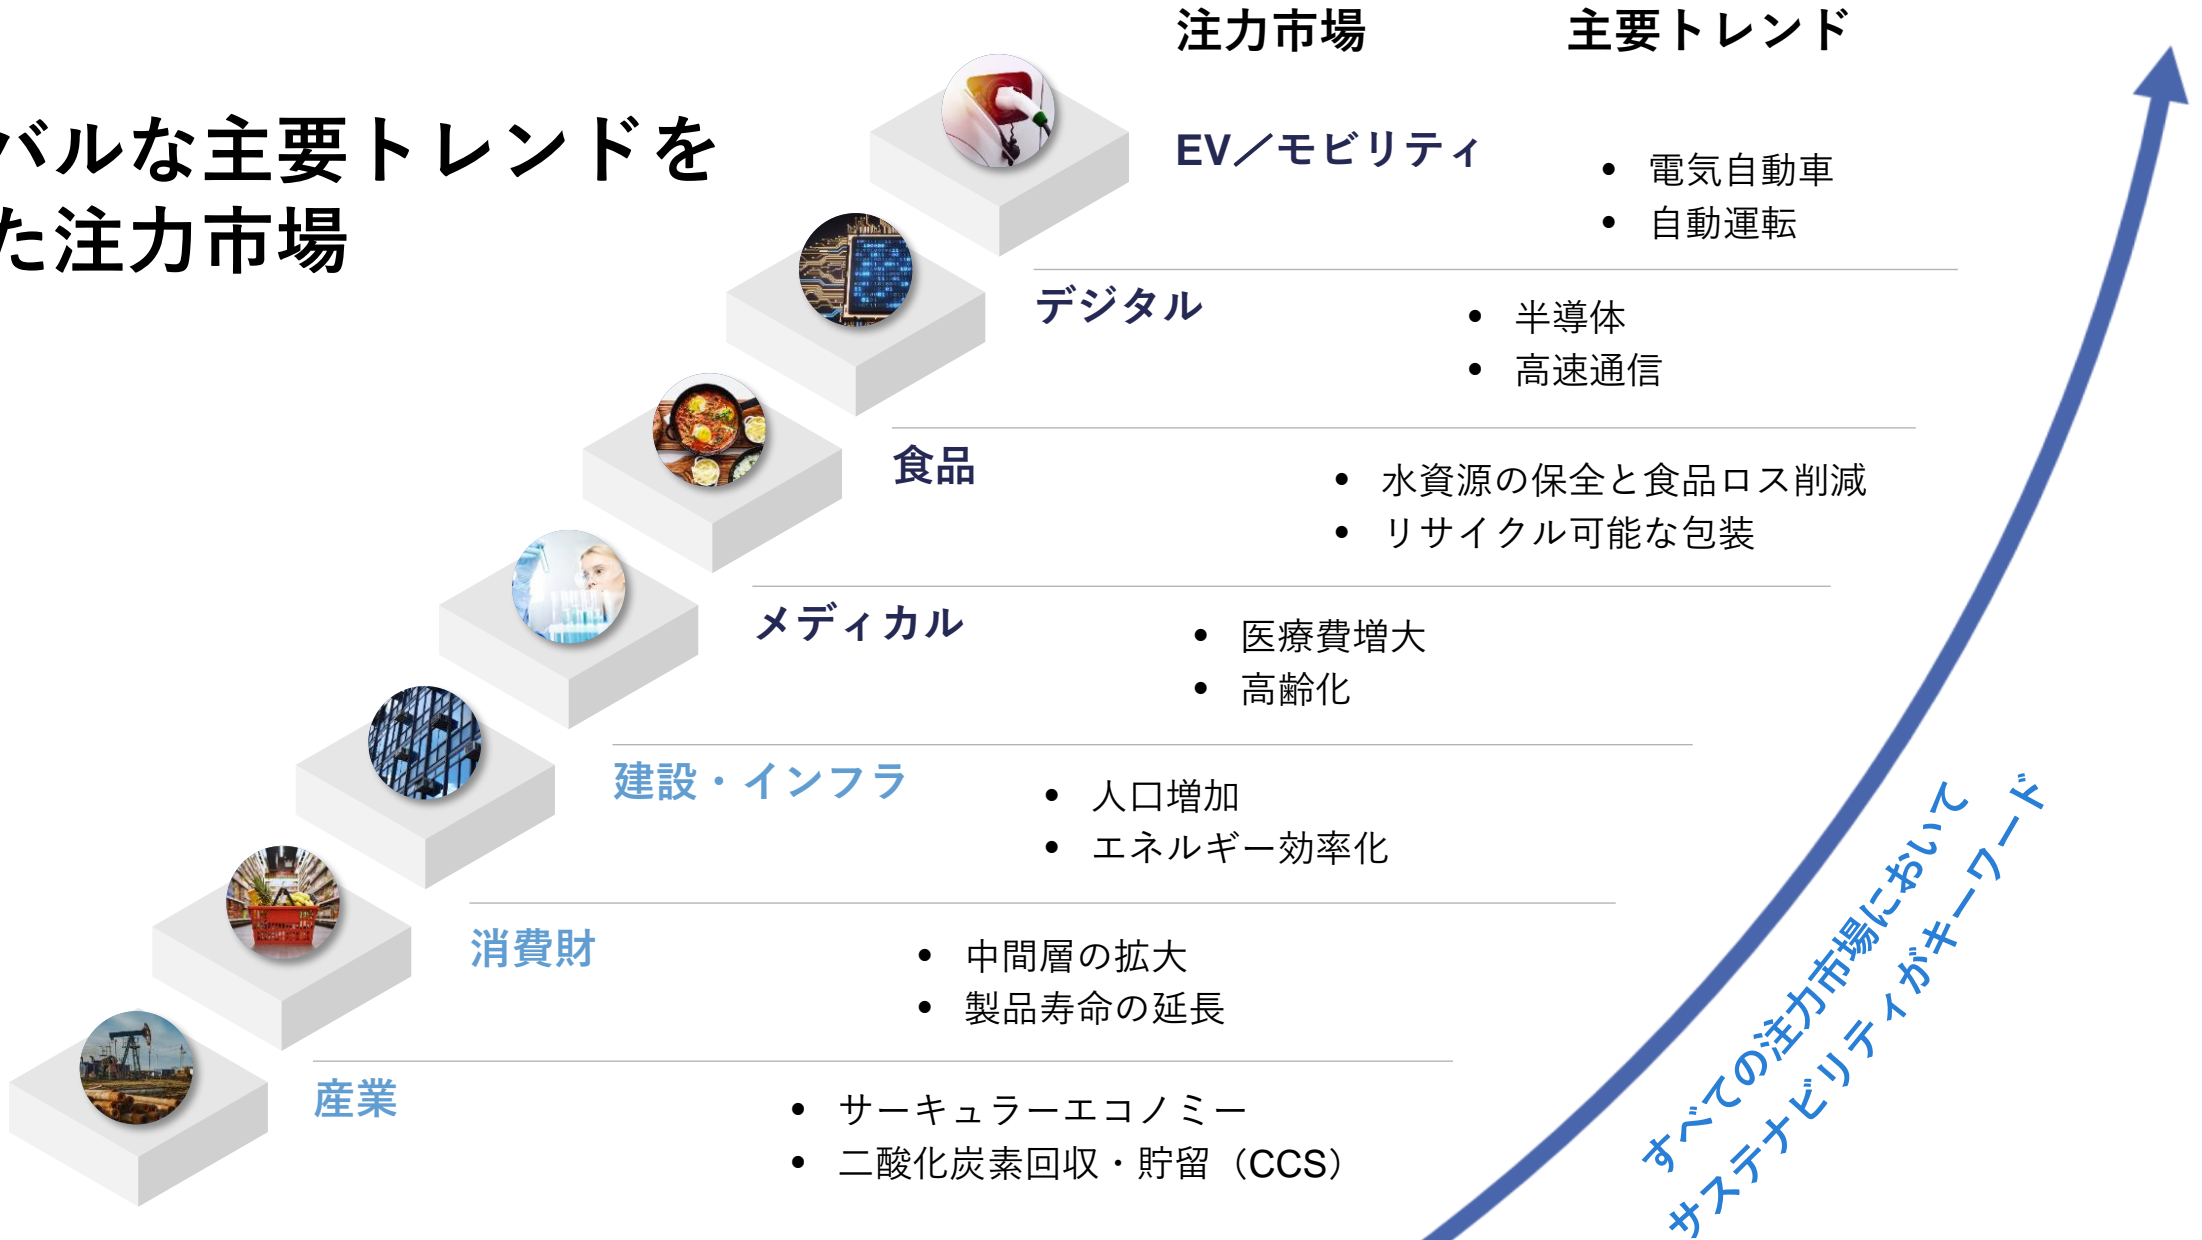 バルな主要トレンドを
た注力市場
注力市場
主要トレンド
EV／モビリティ
• 電気自動車
• 自動運転
デジタル
• 半導体
• 高速通信
食品
• 水資源の保全と食品ロス削減
• リサイクル可能な包装
メディカル
• 医療費増大
• 高齢化
建設・インフラ
• 人口増加
• エネルギー効率化
消費財
• 中間層の拡大
• 製品寿命の延長
産業
• サーキュラーエコノミー
• 二酸化炭素回収・貯留（CCS）
すべての注力市場において
サステナビリティがキーワード